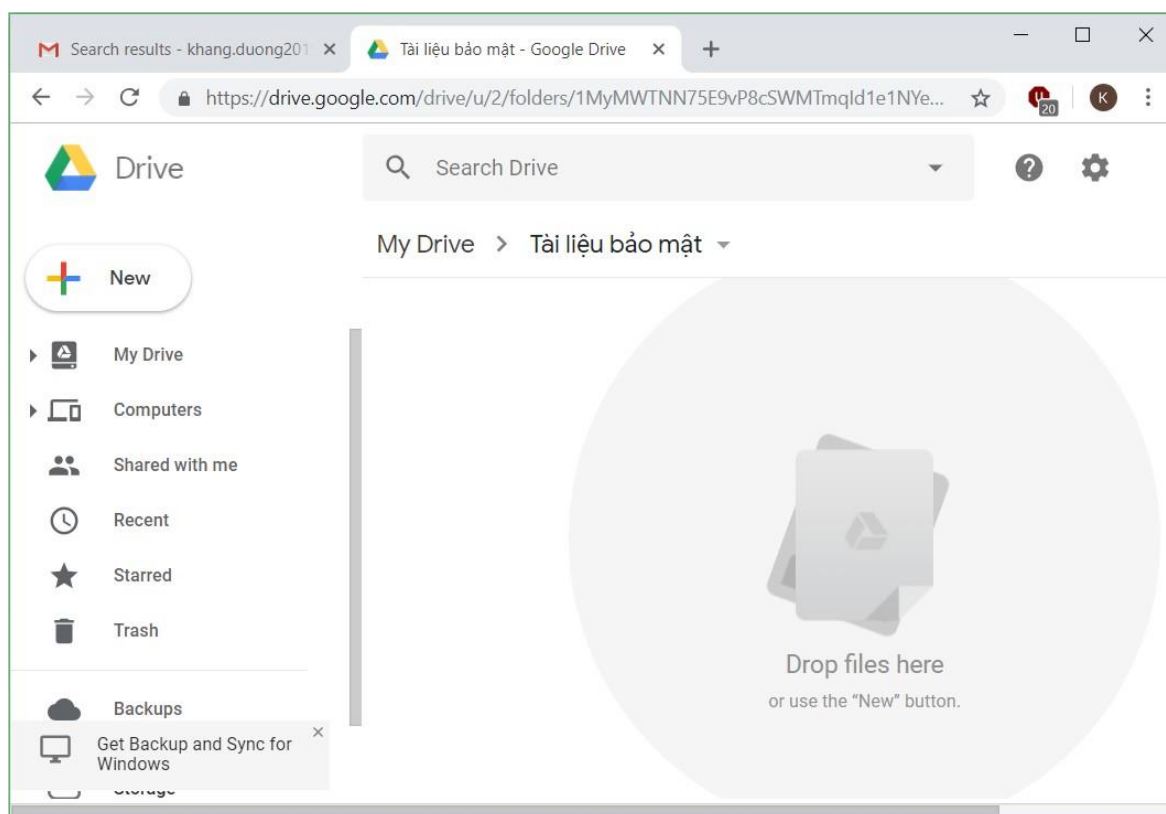 Search results - khang.duong201
Tài liệu bảo mật - Google Drive
https://drive.google.com/drive/u/2/folders/1MyMWTNN75E9vP8cSWMTmqId1e1NYe...
20
K
Drive
Search Drive
My Drive > Tài liệu bảo mật
New
My Drive
Computers
Shared with me
Recent
Starred
Trash
Drop files here
or use the “New” button.
Backups
Get Backup and Sync for
Windows
Storage